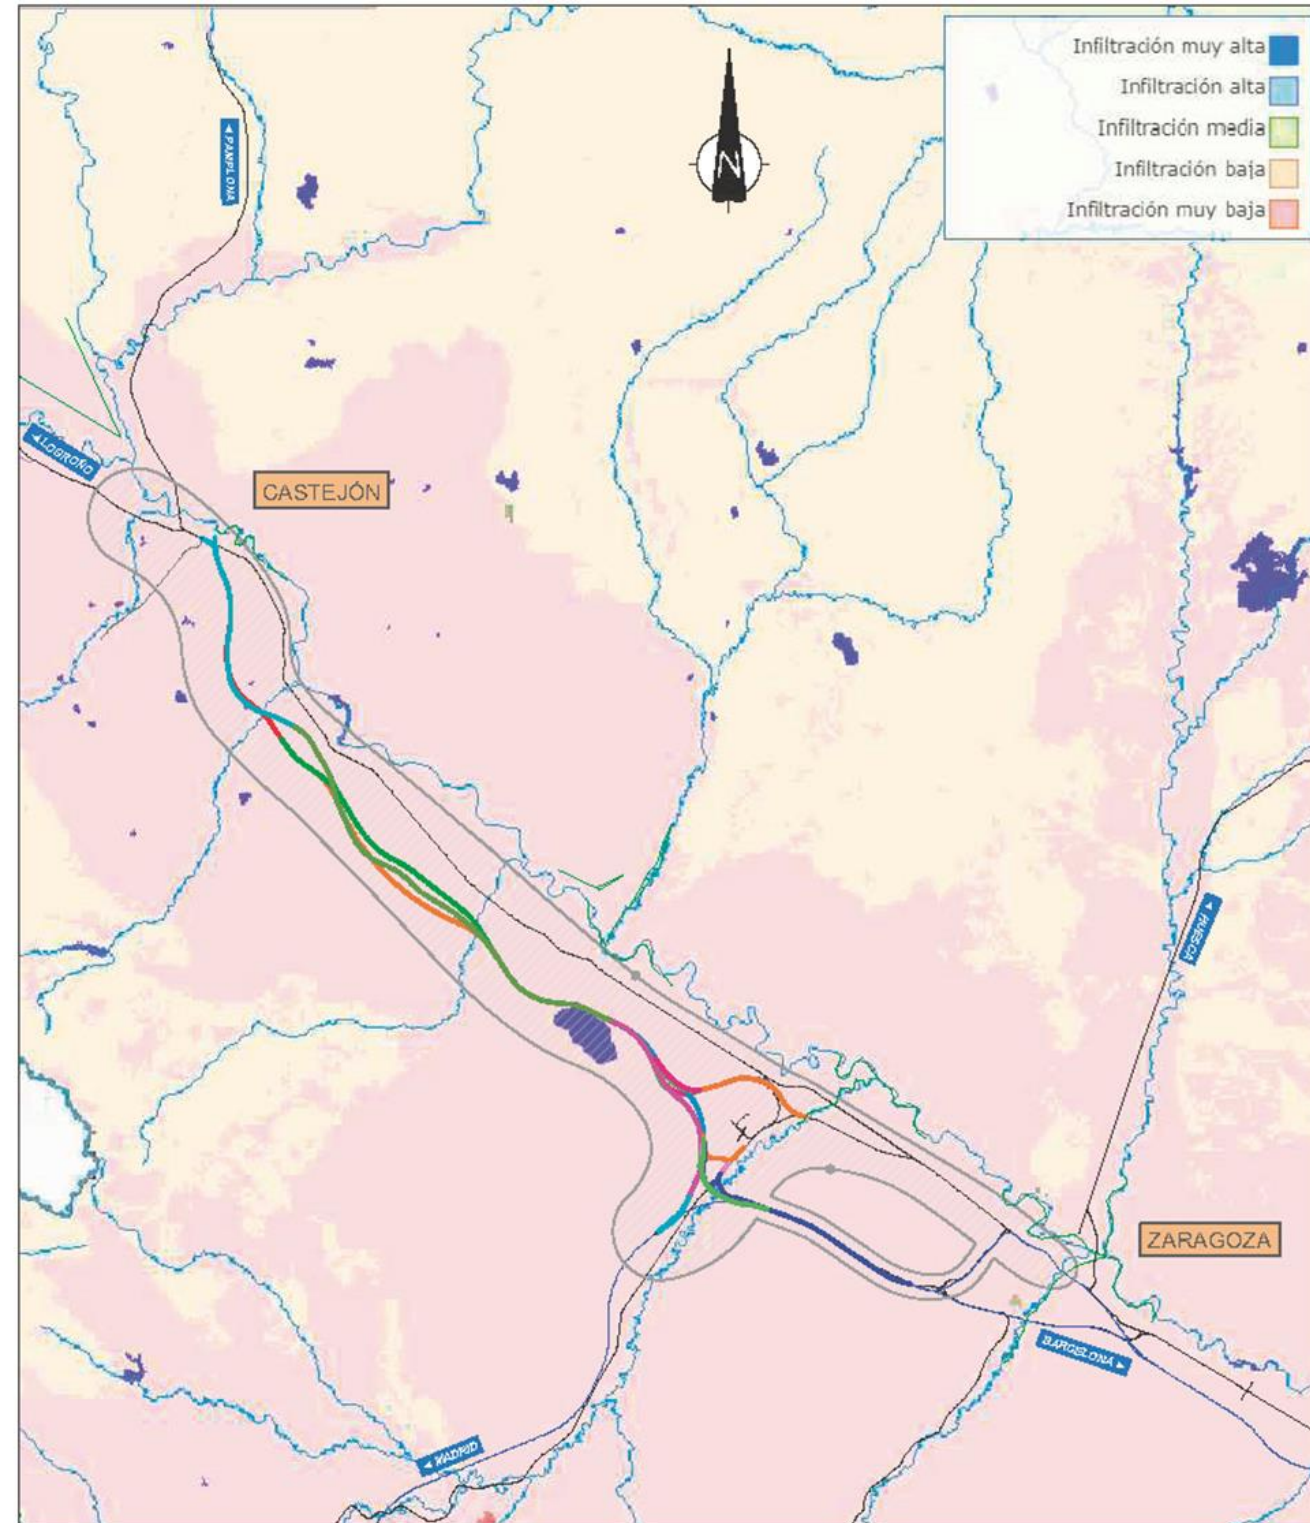 Infiltración muy alta
Infiltración alta
Infiltración media
Infiltración baja
Infiltración muy baja
◄ PAMPLONA
N
◄ LOGROÑO
CASTEJÓN
◄ HUESCA
ZARAGOZA
BARCELONA ►
◄ MADRID